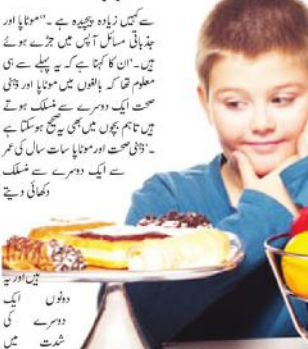 سے کہیں زیادہ پیچیدہ ہے ۔''موٹاپا اور
جذباتی مسائل آپس میں جڑے ہوئے
ہیں ۔''ان کا کہنا ہے کہ یہ پہلے سے ہی
معلوم تھا کہ بالغوں میں موٹاپا اور ذہنی
صحت ایک دوسرے سے منسلک ہوتے
ہیں تاہم بچوں میں بھی یہ صحیح ہوسکتا ہے
۔''ذہنی صحت اور موٹاپا سات سال کی عمر
سے ایک دوسرے سے منسلک
دکھائی دیتے
ہیں اور یہ
دونوں ایک
دوسرے کی
شدت میں